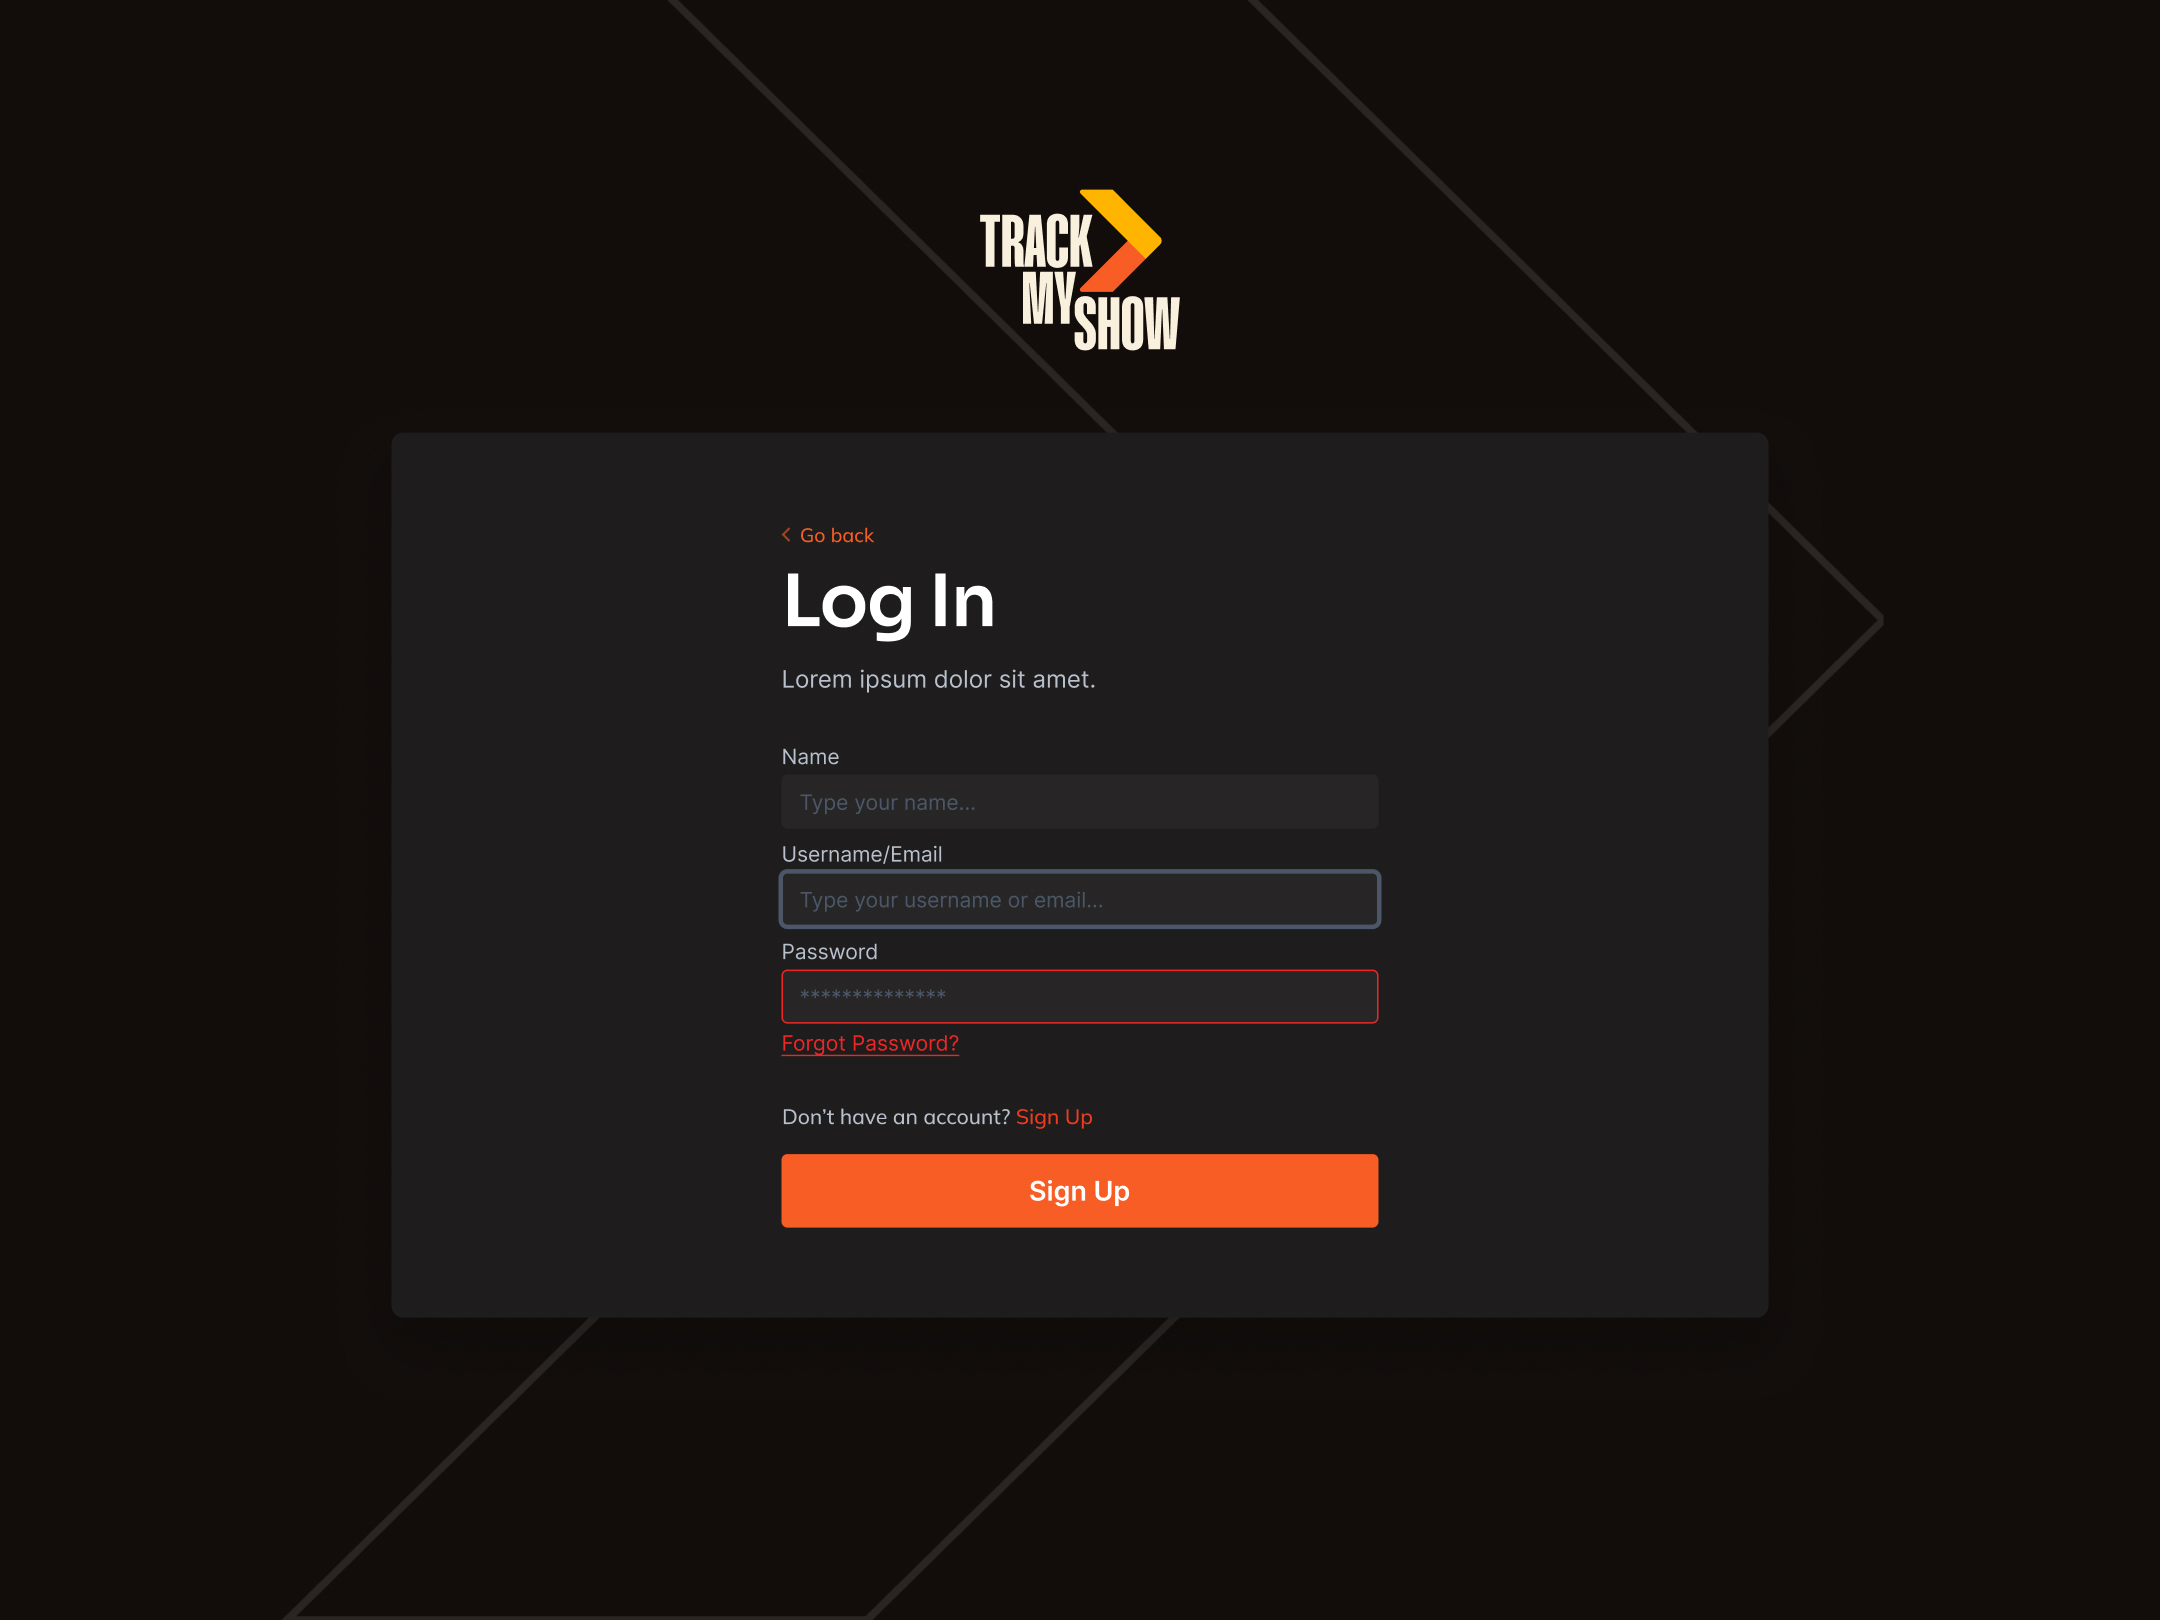 TRACK
MY
SHOW
Go back
Log In
Lorem ipsum dolor sit amet.
Name
Type your name...
Username/Email
Type your username or email...
Password
**************
Forgot Password?
Don't have an account? Sign Up
Sign Up